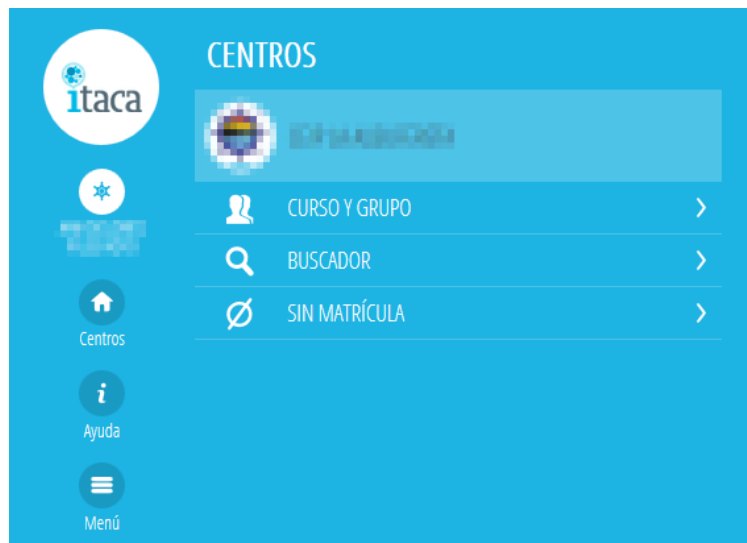 itaca
Centros
Ayuda
Menú
CENTROS
CURSO Y GRUPO
BUSCADOR
SIN MATRÍCULA